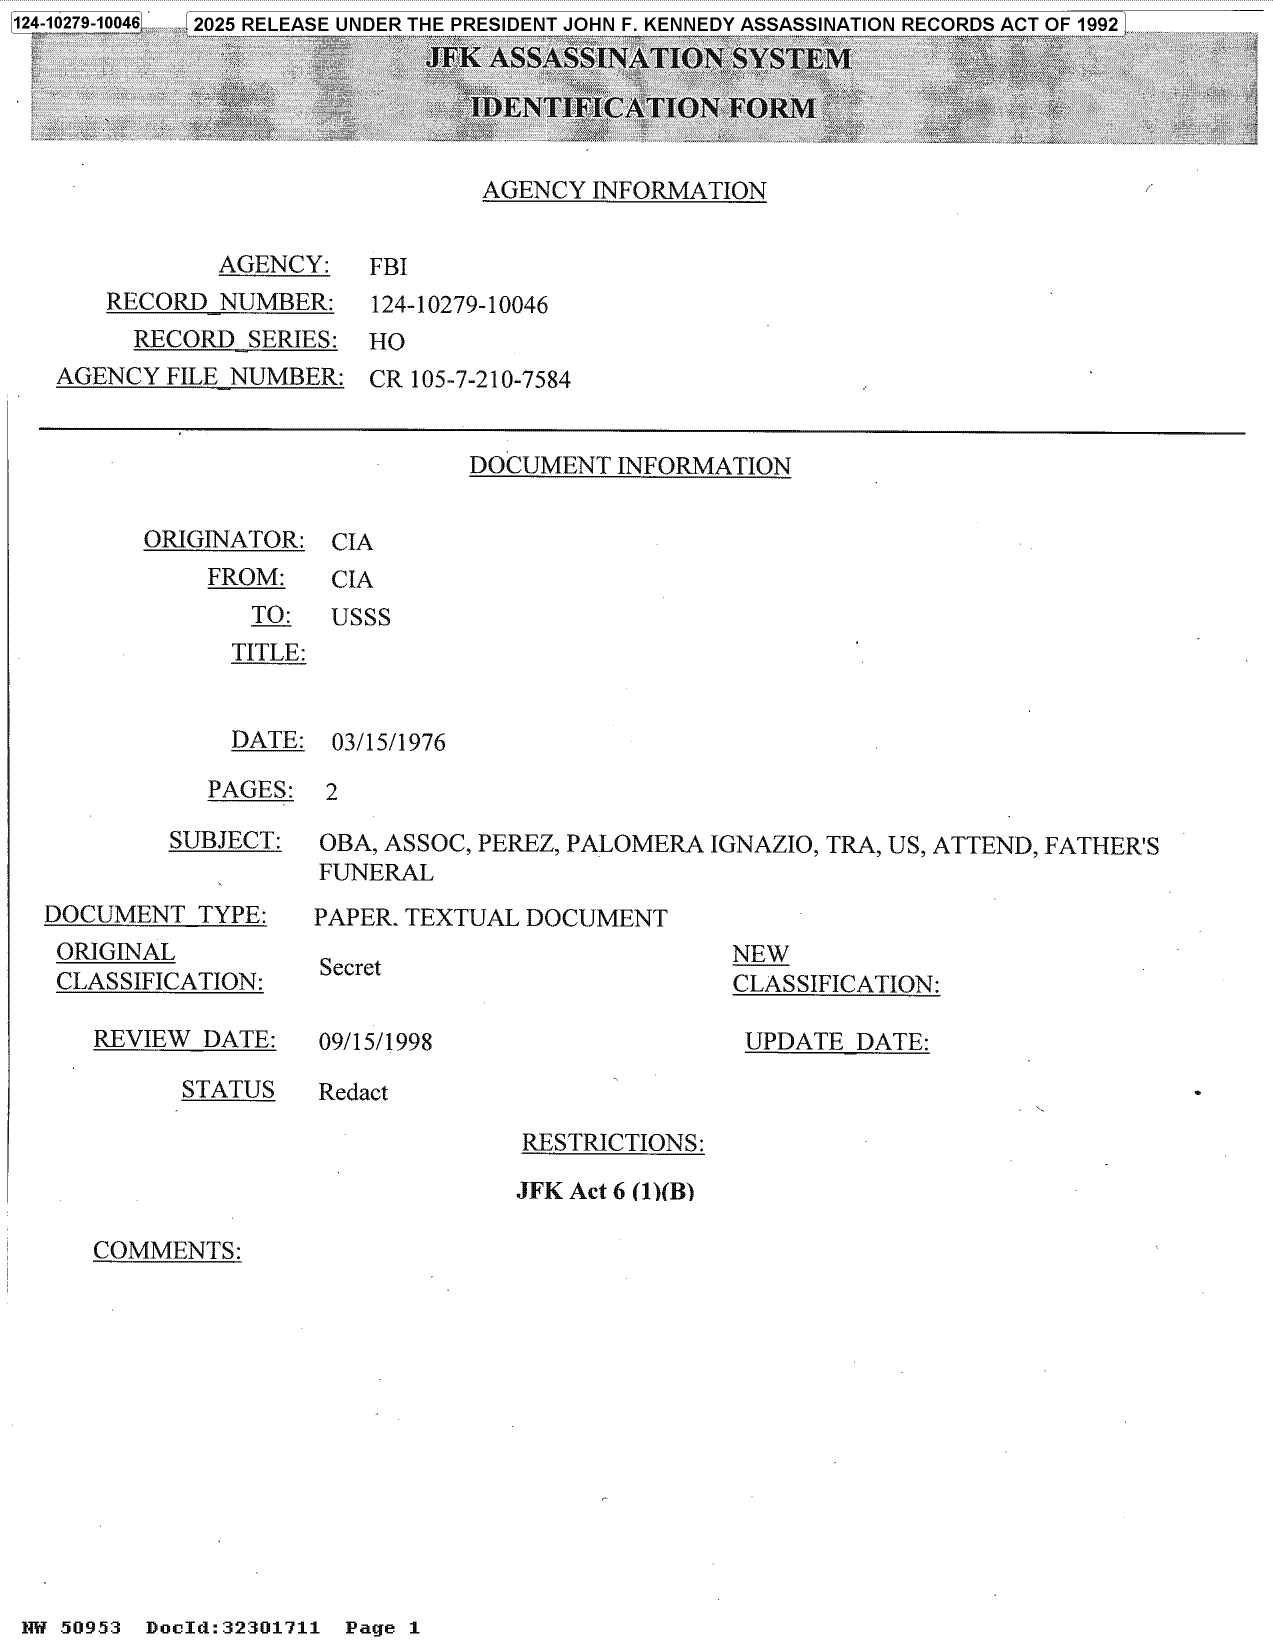 124-10279-10046 2025 RELEASE UNDER THE PRESIDENT JOHN F. KENNEDY ASSASSINATION RECORDS ACT OF 1992
JFK ASSASSINATION SYSTEM
IDENTIFICATION FORM
AGENCY INFORMATION
AGENCY: FBI
RECORD_NUMBER: 124-10279-10046
RECORD_SERIES: HO
AGENCY FILE_NUMBER: CR 105-7-210-7584
DOCUMENT INFORMATION
ORIGINATOR: CIA
FROM: CIA
TO: USSS
TITLE:
DATE: 03/15/1976
PAGES: 2
SUBJECT: OBA, ASSOC, PEREZ, PALOMERA IGNAZIO, TRA, US, ATTEND, FATHER'S
FUNERAL
DOCUMENT_TYPE: PAPER. TEXTUAL DOCUMENT
ORIGINAL
CLASSIFICATION: Secret
NEW
CLASSIFICATION:
REVIEW_DATE: 09/15/1998 UPDATE_DATE:
STATUS Redact
RESTRICTIONS:
JFK Act 6 (1)(B)
COMMENTS:
NW 50953 DocId:32301711 Page 1